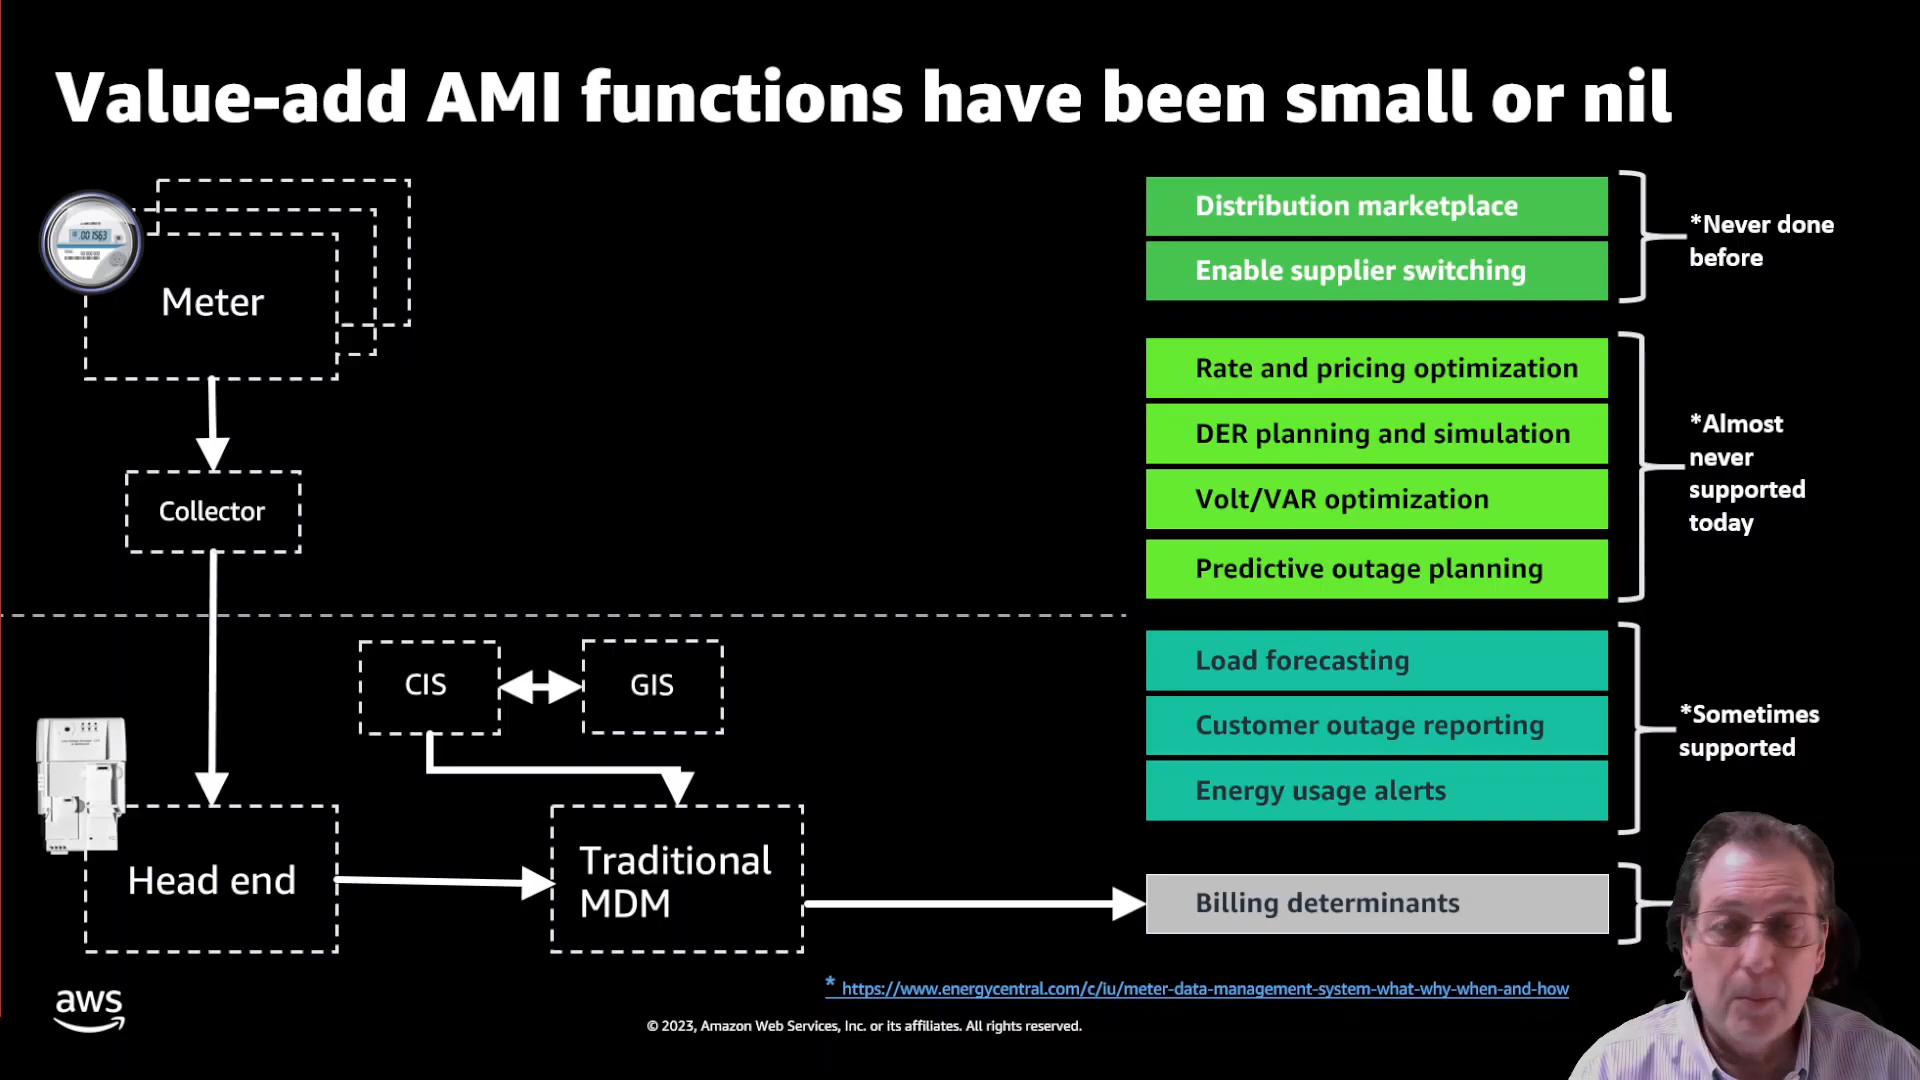 Value-add AMI functions have been small or nil
Meter
Collector
CIS
GIS
Head end
Traditional
MDM
Distribution marketplace
Enable supplier switching
*Never done
before
Rate and pricing optimization
DER planning and simulation
Volt/VAR optimization
Predictive outage planning
*Almost
never
supported
today
Load forecasting
Customer outage reporting
Energy usage alerts
*Sometimes
supported
Billing determinants
* https://www.energycentral.com/c/iu/meter-data-management-system-what-why-when-and-how
aws
© 2023, Amazon Web Services, Inc. or its affiliates. All rights reserved.